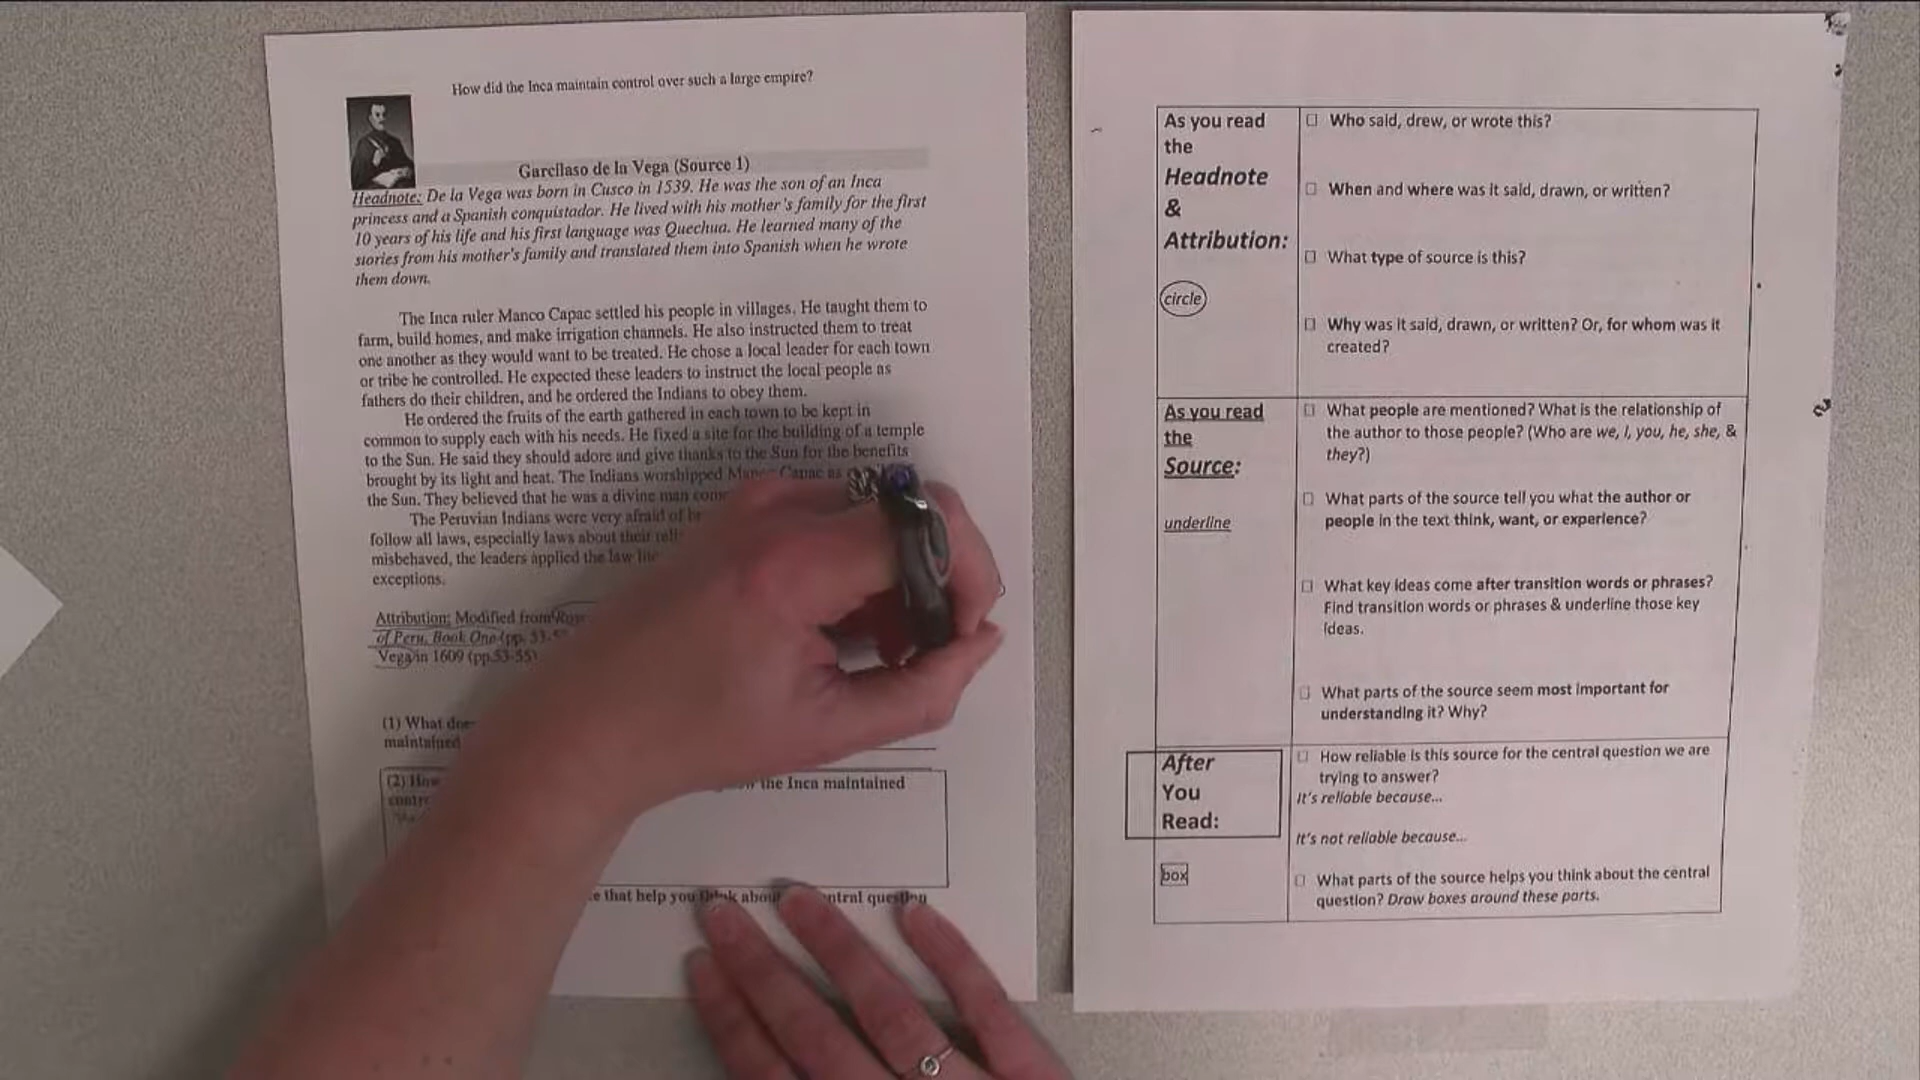 How did the Inca maintain control over such a large empire?
Garcilaso de la Vega (Source 1)
Headnote: De la Vega was born in Cusco in 1539. He was the son of an Inca
princess and a Spanish conquistador. He lived with his mother's family for the first
10 years of his life and his first language was Quechua. He learned many of the
stories from his mother's family and translated them into Spanish when he wrote
them down.
The Inca ruler Manco Capac settled his people in villages. He taught them to
farm, build homes, and make irrigation channels. He also instructed them to treat
one another as they would want to be treated. He chose a local leader for each town
or tribe he controlled. He expected these leaders to instruct the local people as
fathers do their children, and he ordered the Indians to obey them.
He ordered the fruits of the earth gathered in each town to be kept in
common to supply each with his needs. He fixed a site for the building of a temple
to the Sun. He said they should adore and give thanks to the Sun for the benefits
brought by its light and heat. The Indians worshipped Manco Capac as
the Sun. They believed that he was a divine man
The Peruvian Indians were very afraid of
follow all laws, especially laws about their
misbehaved, the leaders applied the law
exceptions.
Attribution: Modified from
of Peru, Book One (pp. 53-
Vega in 1609 (pp.53-55)
(1) What
maintained
(2) How the Inca maintained
that help you think about central question
As you read
the
Headnote
&
Attribution:
circle
□ Who said, drew, or wrote this?
□ When and where was it said, drawn, or written?
□ What type of source is this?
□ Why was it said, drawn, or written? Or, for whom was it
created?
As you read
the
Source:
underline
□ What people are mentioned? What is the relationship of
the author to those people? (Who are we, I, you, he, she, &
they?)
□ What parts of the source tell you what the author or
people in the text think, want, or experience?
□ What key ideas come after transition words or phrases?
Find transition words or phrases & underline those key
ideas.
□ What parts of the source seem most important for
understanding it? Why?
After
You
Read:
box
□ How reliable is this source for the central question we are
trying to answer?
It's reliable because...
It's not reliable because...
□ What parts of the source helps you think about the central
question? Draw boxes around these parts.